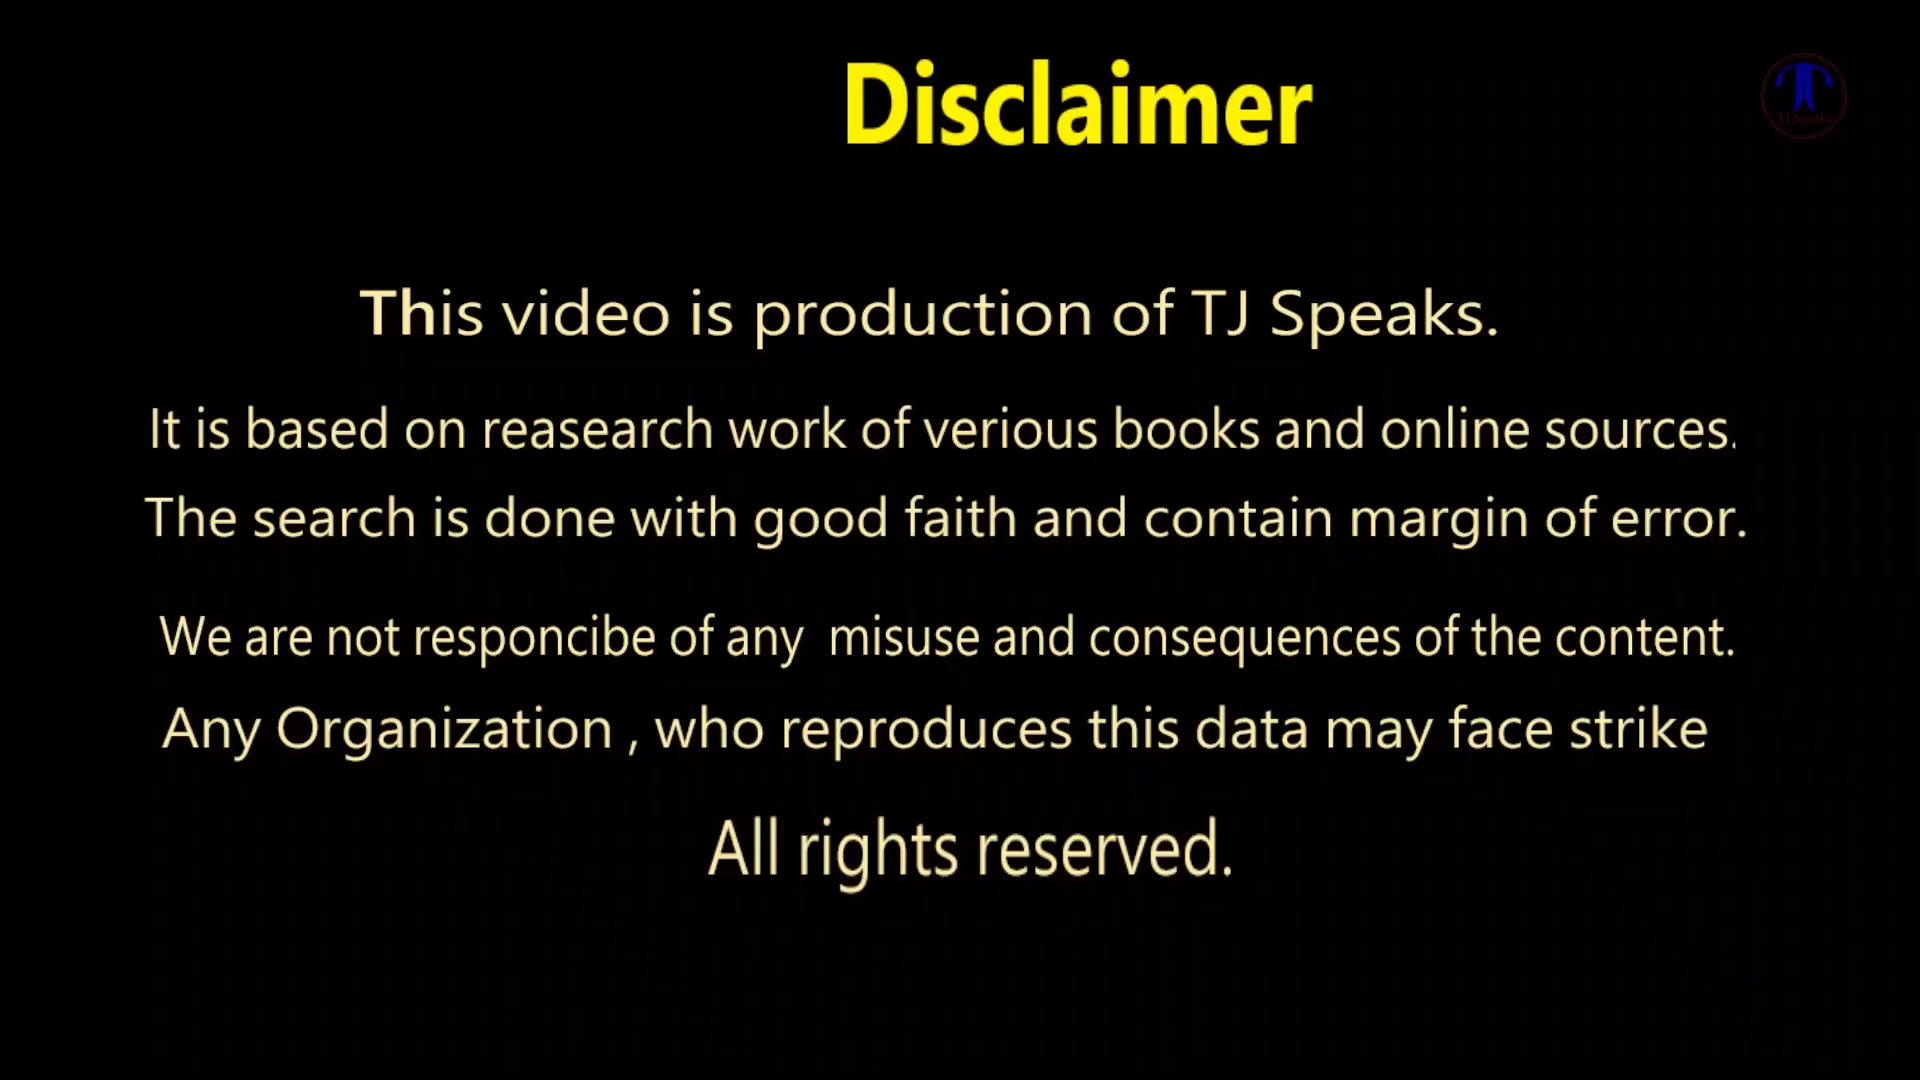 Disclaimer
TJ Speaks
This video is production of TJ Speaks.
It is based on reasearch work of verious books and online sources.
The search is done with good faith and contain margin of error.
We are not responcibe of any  misuse and consequences of the content.
Any Organization , who reproduces this data may face strike
All rights reserved.